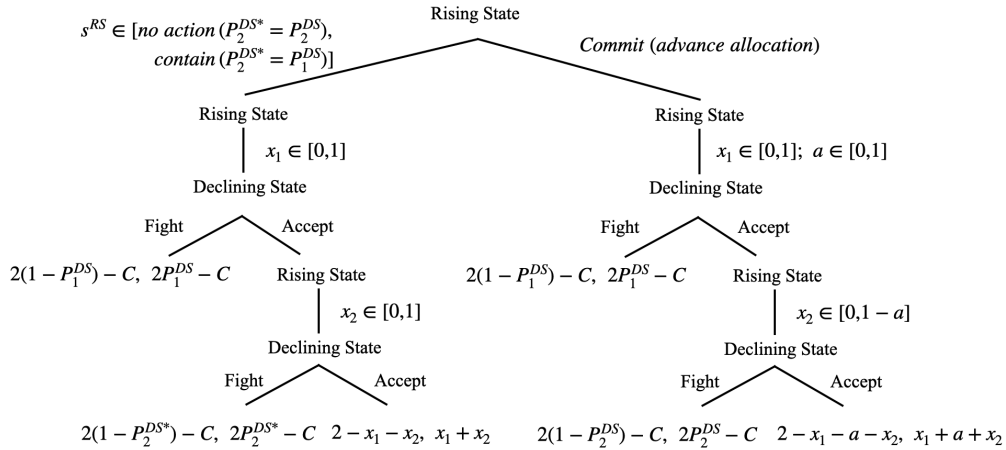 Rising State
s^{RS} ∈ [no action (P_2^{DS*} = P_2^{DS}),
contain (P_2^{DS*} = P_1^{DS})]
Commit (advance allocation)
Rising State Rising State
x_1 ∈ [0,1] x_1 ∈ [0,1]; a ∈ [0,1]
Declining State Declining State
Fight Accept Fight Accept
2(1 − P_1^{DS}) − C, 2P_1^{DS} − C Rising State 2(1 − P_1^{DS}) − C, 2P_1^{DS} − C Rising State
x_2 ∈ [0,1] x_2 ∈ [0,1 − a]
Declining State Declining State
Fight Accept Fight Accept
2(1 − P_2^{DS*}) − C, 2P_2^{DS*} − C 2 − x_1 − x_2, x_1 + x_2 2(1 − P_2^{DS}) − C, 2P_2^{DS} − C 2 − x_1 − a − x_2, x_1 + a + x_2